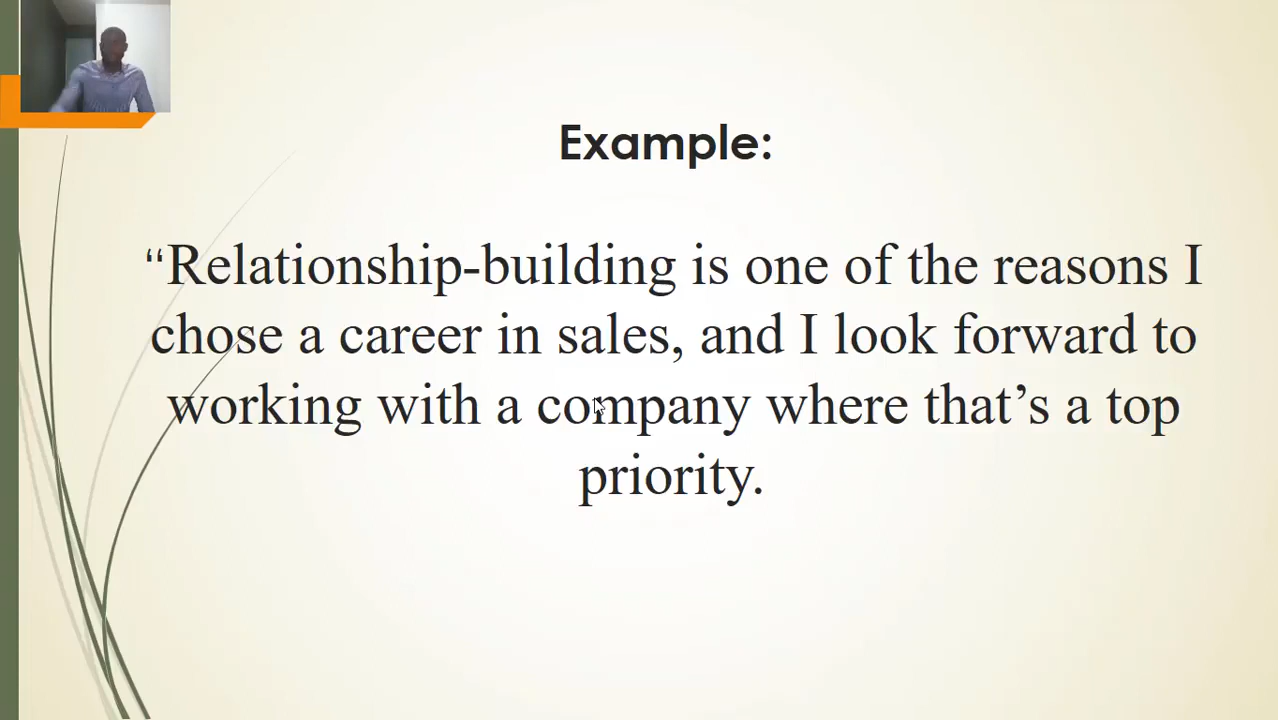 Example:
“Relationship-building is one of the reasons I
chose a career in sales, and I look forward to
working with a company where that’s a top
priority.